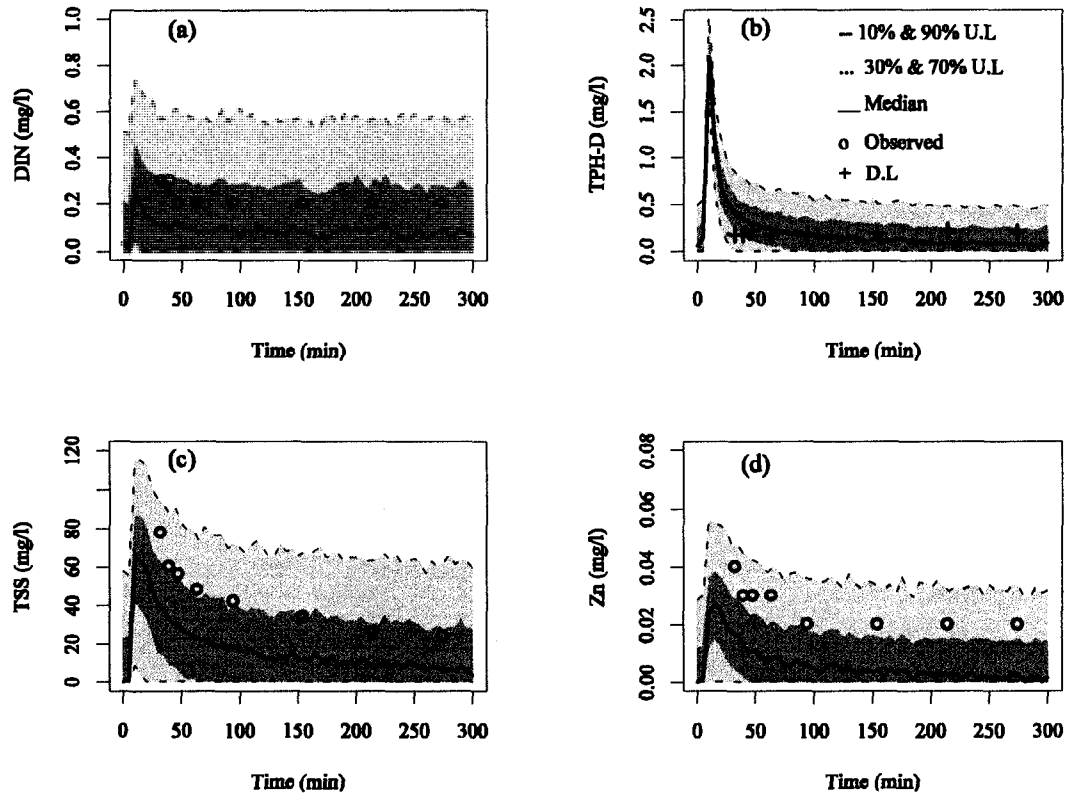 (a)
DIN (mg/l)
1.0
0.8
0.6
0.4
0.2
0.0
0 50 100 150 200 250 300
Time (min)
(b)
TPH-D (mg/l)
2.5
2.0
1.5
1.0
0.5
0.0
– 10% & 90% U.L
... 30% & 70% U.L
— Median
o Observed
+ D.L
0 50 100 150 200 250 300
Time (min)
(c)
TSS (mg/l)
120
80
60
40
20
0
0 50 100 150 200 250 300
Time (min)
(d)
Zn (mg/l)
0.08
0.06
0.04
0.02
0.00
0 50 100 150 200 250 300
Time (min)